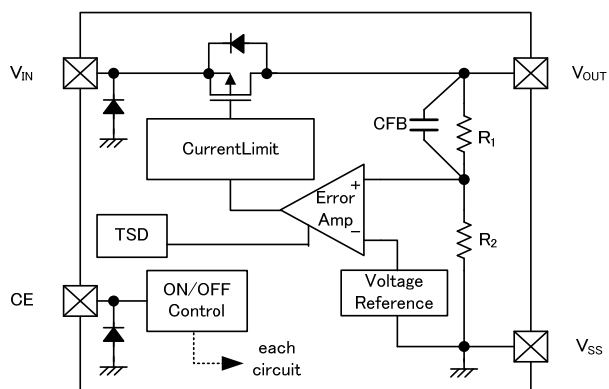 VIN
VOUT
CFB
R1
CurrentLimit
Error
Amp
+
−
TSD
R2
Voltage
Reference
CE
ON/OFF
Control
each
circuit
VSS